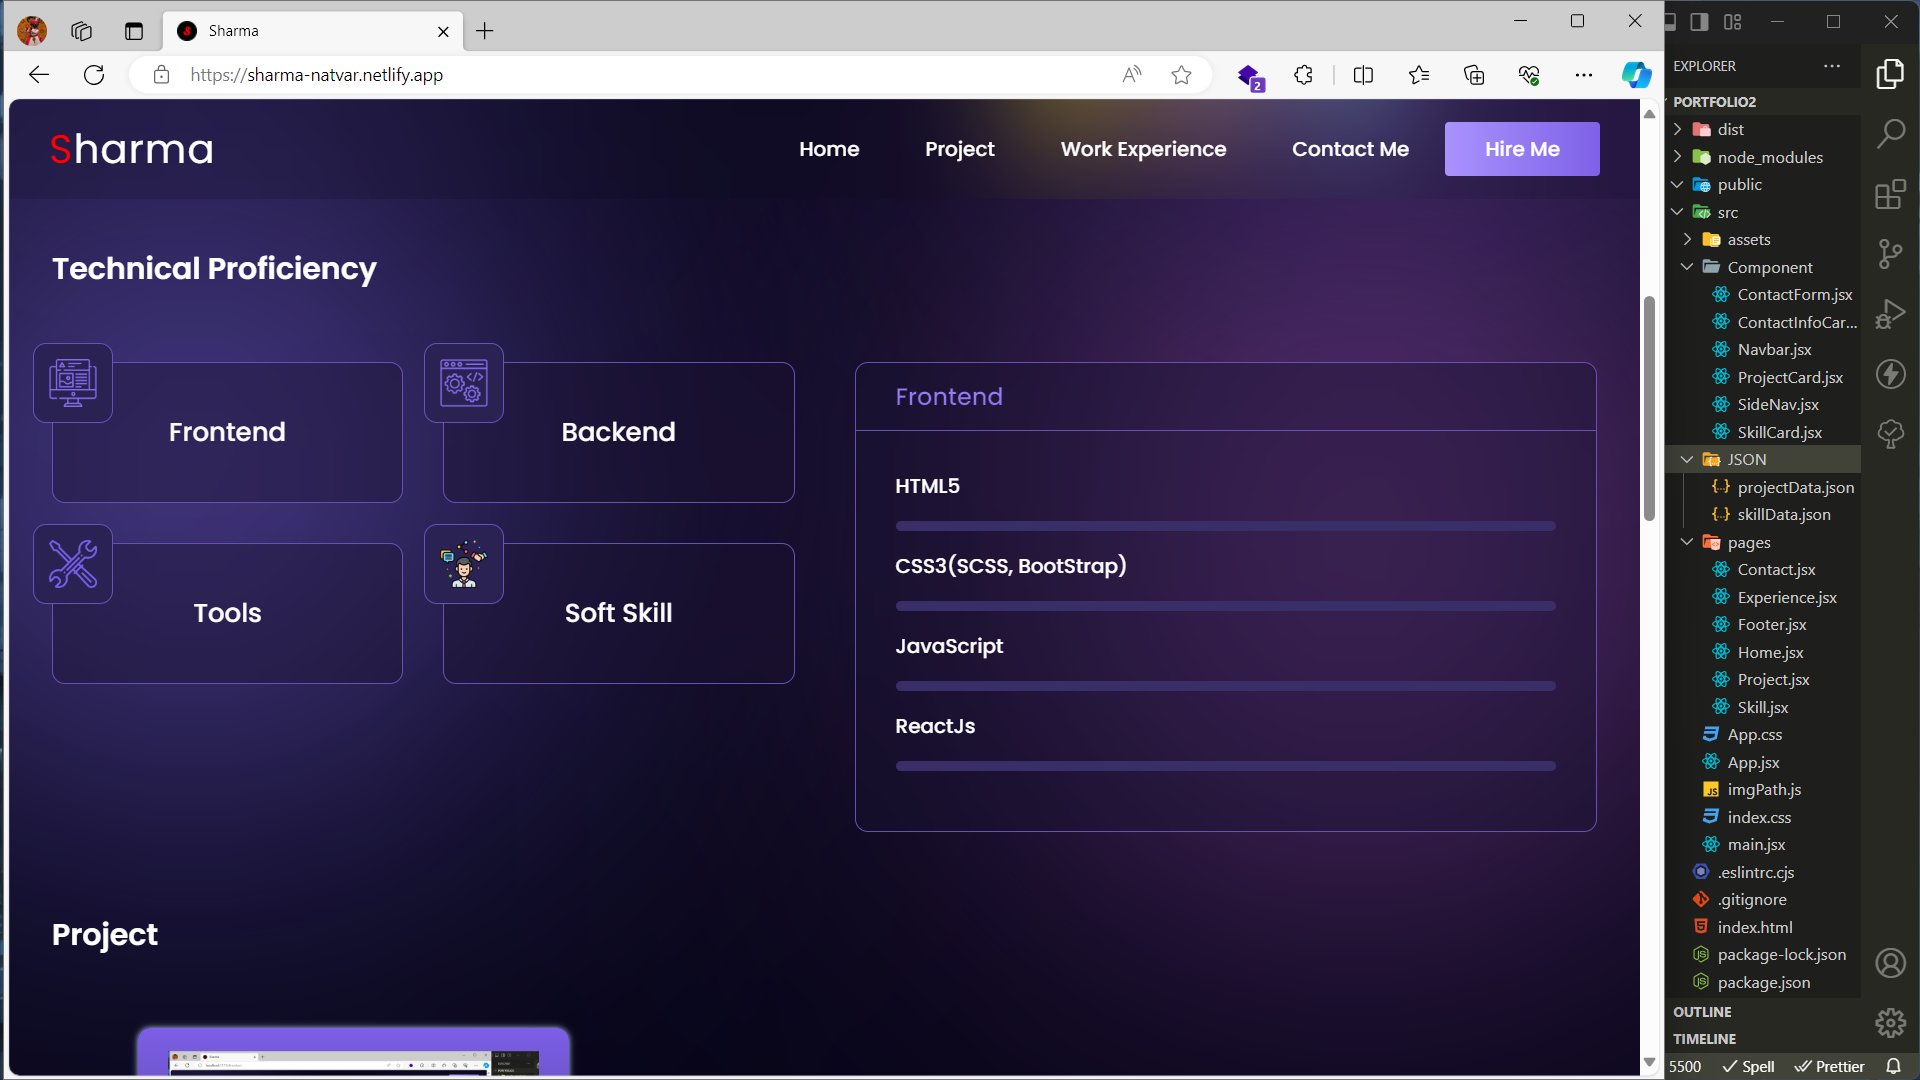 Sharma
https://sharma-natvar.netlify.app
2
Sharma
Home
Project
Work Experience
Contact Me
Hire Me
Technical Proficiency
Frontend
Backend
Tools
Soft Skill
Frontend
HTML5
CSS3(SCSS, BootStrap)
JavaScript
ReactJs
Project
EXPLORER
PORTFOLIO2
dist
node_modules
public
src
assets
Component
ContactForm.jsx
ContactInfoCar...
Navbar.jsx
ProjectCard.jsx
SideNav.jsx
SkillCard.jsx
JSON
projectData.json
skillData.json
pages
Contact.jsx
Experience.jsx
Footer.jsx
Home.jsx
Project.jsx
Skill.jsx
App.css
App.jsx
imgPath.js
index.css
main.jsx
.eslintrc.cjs
.gitignore
index.html
package-lock.json
package.json
OUTLINE
TIMELINE
5500
Spell
Prettier